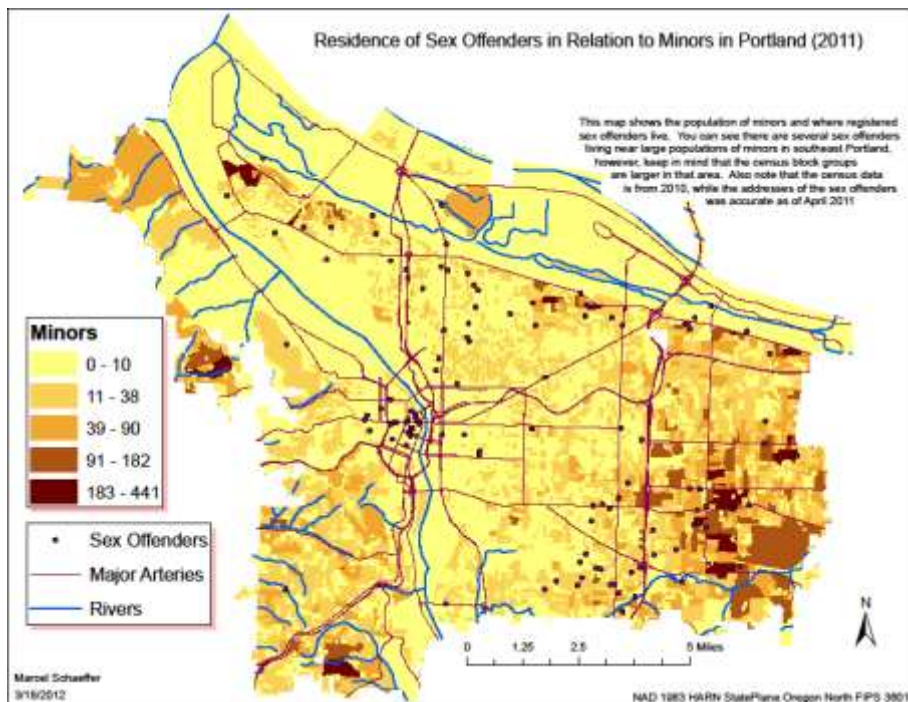 Residence of Sex Offenders in Relation to Minors in Portland (2011)
This map shows the population of minors and where registered
sex offenders live. You can see there are several sex offenders
living near large populations of minors in southeast Portland,
however, keep in mind that the census block groups
are larger in that area. Also note that the census data
is from 2010, while the addresses of the sex offenders
was accurate as of April 2011
Minors
0 - 10
11 - 38
39 - 90
91 - 182
183 - 441
Sex Offenders
Major Arteries
Rivers
N
0 1.25 2.5 5 Miles
Marcel Schaeffer
3/18/2012
NAD 1983 HARN StatePlane Oregon North FIPS 3601